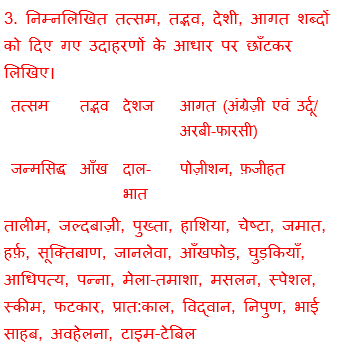 3. निम्नलिखित तत्सम, तद्भव, देशी, आगत शब्दों
को दिए गए उदाहरणों के आधार पर छाँटकर
लिखिए।
तत्सम तद्भव देशज आगत (अंग्रेज़ी एवं उर्दू/
अरबी-फारसी)
जन्मसिद्ध आँख दाल- पोज़ीशन, फ़जीहत
भात
तालीम, जल्दबाज़ी, पुख्ता, हाशिया, चेष्टा, जमात,
हर्फ़, सूक्तिबाण, जानलेवा, आँखफोड़, घुड़कियाँ,
आधिपत्य, पन्ना, मेला-तमाशा, मसलन, स्पेशल,
स्कीम, फटकार, प्रात:काल, विद्‌वान, निपुण, भाई
साहब, अवहेलना, टाइम-टेबिल